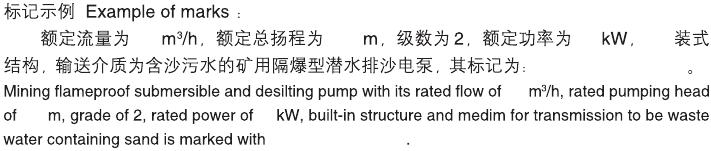 标记示例 Example of marks :
额定流量为 m³/h, 额定总扬程为 m, 级数为2, 额定功率为 kW, 装式
结构, 输送介质为含沙污水的矿用隔爆型潜水排沙电泵, 其标记为: 。
Mining flameproof submersible and desilting pump with its rated flow of m³/h, rated pumping head
of m, grade of 2, rated power of kW, built-in structure and medim for transmission to be waste
water containing sand is marked with .